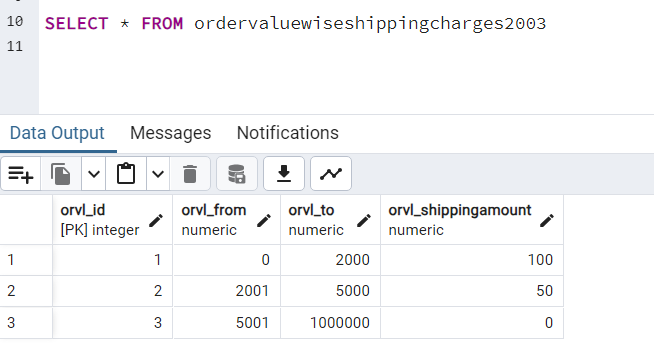 10 SELECT * FROM ordervaluewiseshippingcharges2003
11
Data Output Messages Notifications
orvl_id orvl_from orvl_to orvl_shippingamount
[PK] integer numeric numeric numeric
1 1 0 2000 100
2 2 2001 5000 50
3 3 5001 1000000 0